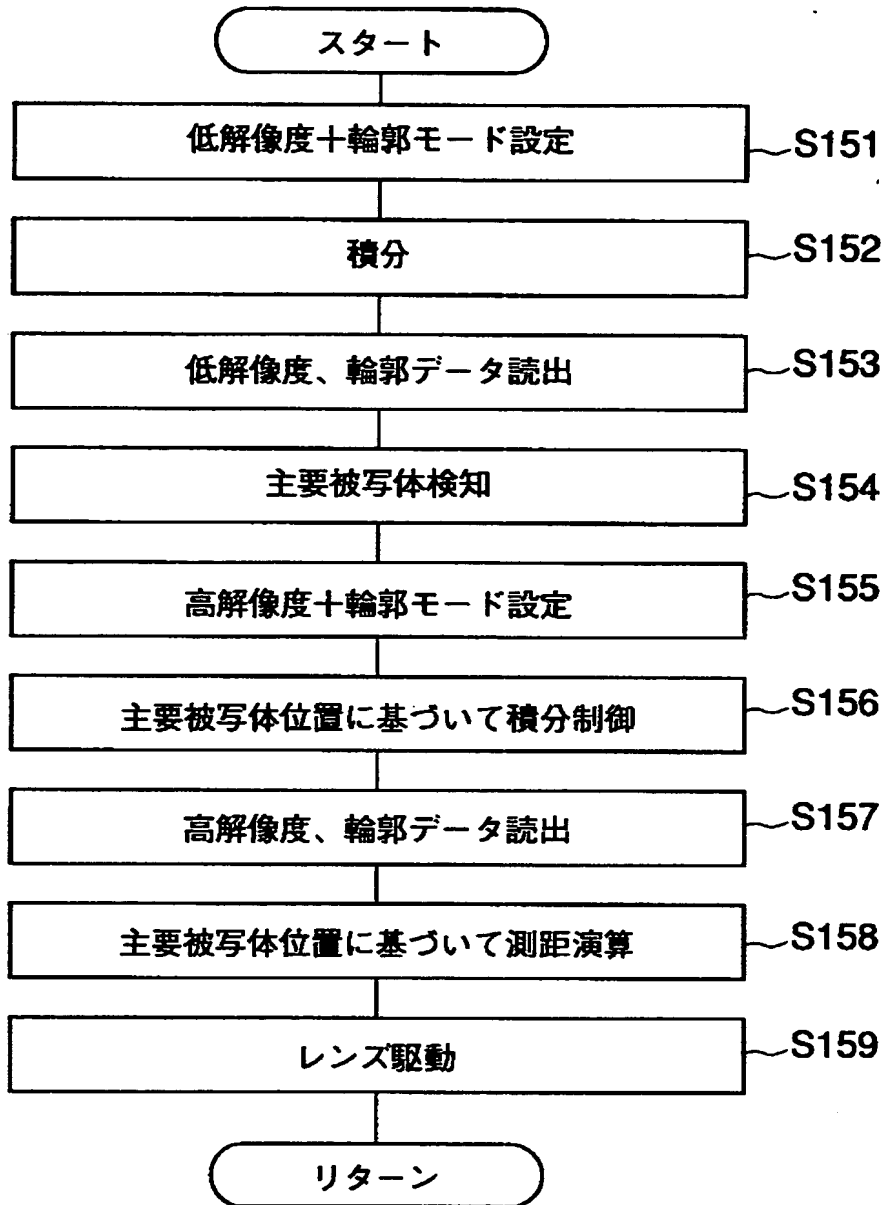 スタート
低解像度＋輪郭モード設定
S151
積分
S152
低解像度、輪郭データ読出
S153
主要被写体検知
S154
高解像度＋輪郭モード設定
S155
主要被写体位置に基づいて積分制御
S156
高解像度、輪郭データ読出
S157
主要被写体位置に基づいて測距演算
S158
レンズ駆動
S159
リターン